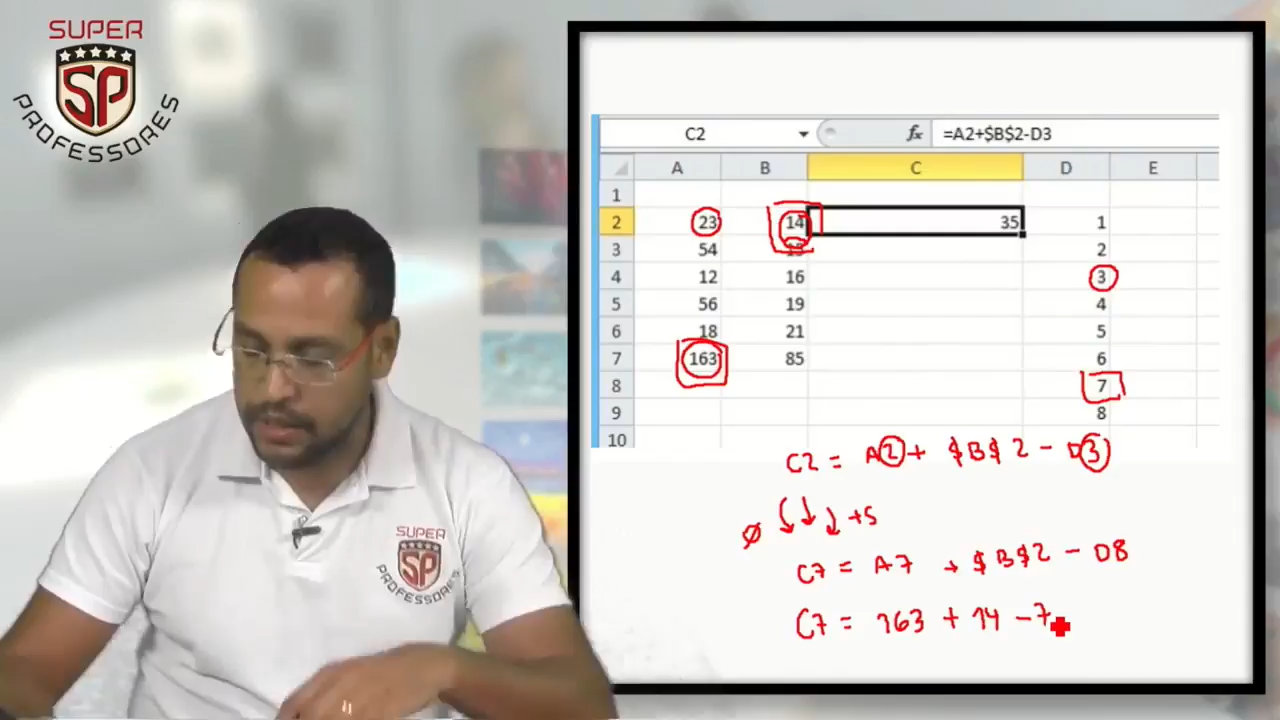 SUPER
SP
PROFESSORES
SUPER
SP
PROFESSORES
C2 fx =A2+$B$2-D3
A B C D E
1
2 23 14 35 1
3 54 2
4 12 16 3
5 56 19 4
6 18 21 5
7 163 85 6
8 7
9 8
10
C2 = A2 + $B$2 - D3
+5
C7 = A7 + $B$2 - D8
C7 = 163 + 14 - 7